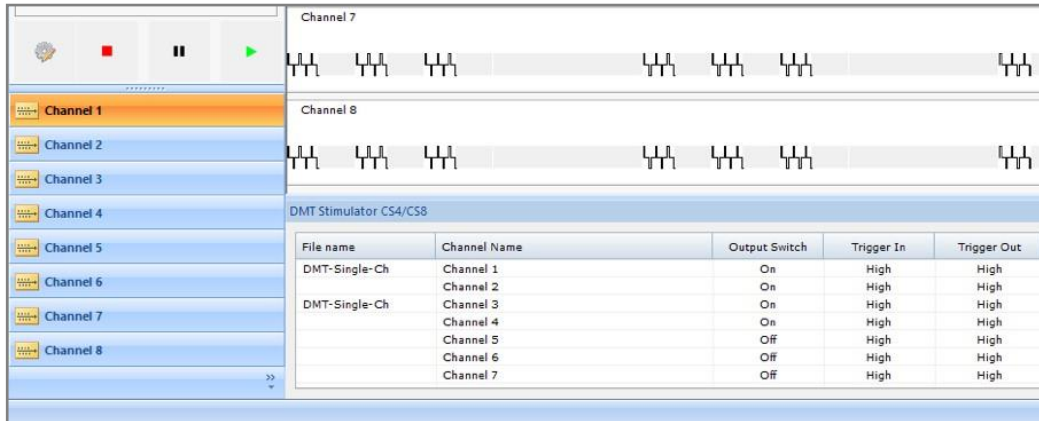 Channel 7
Channel 1
Channel 2
Channel 3
Channel 4
Channel 5
Channel 6
Channel 7
Channel 8
Channel 8
DMT Stimulator CS4/CS8
File name Channel Name Output Switch Trigger In Trigger Out
DMT-Single-Ch Channel 1 On High High
Channel 2 On High High
DMT-Single-Ch Channel 3 On High High
Channel 4 On High High
Channel 5 Off High High
Channel 6 Off High High
Channel 7 Off High High